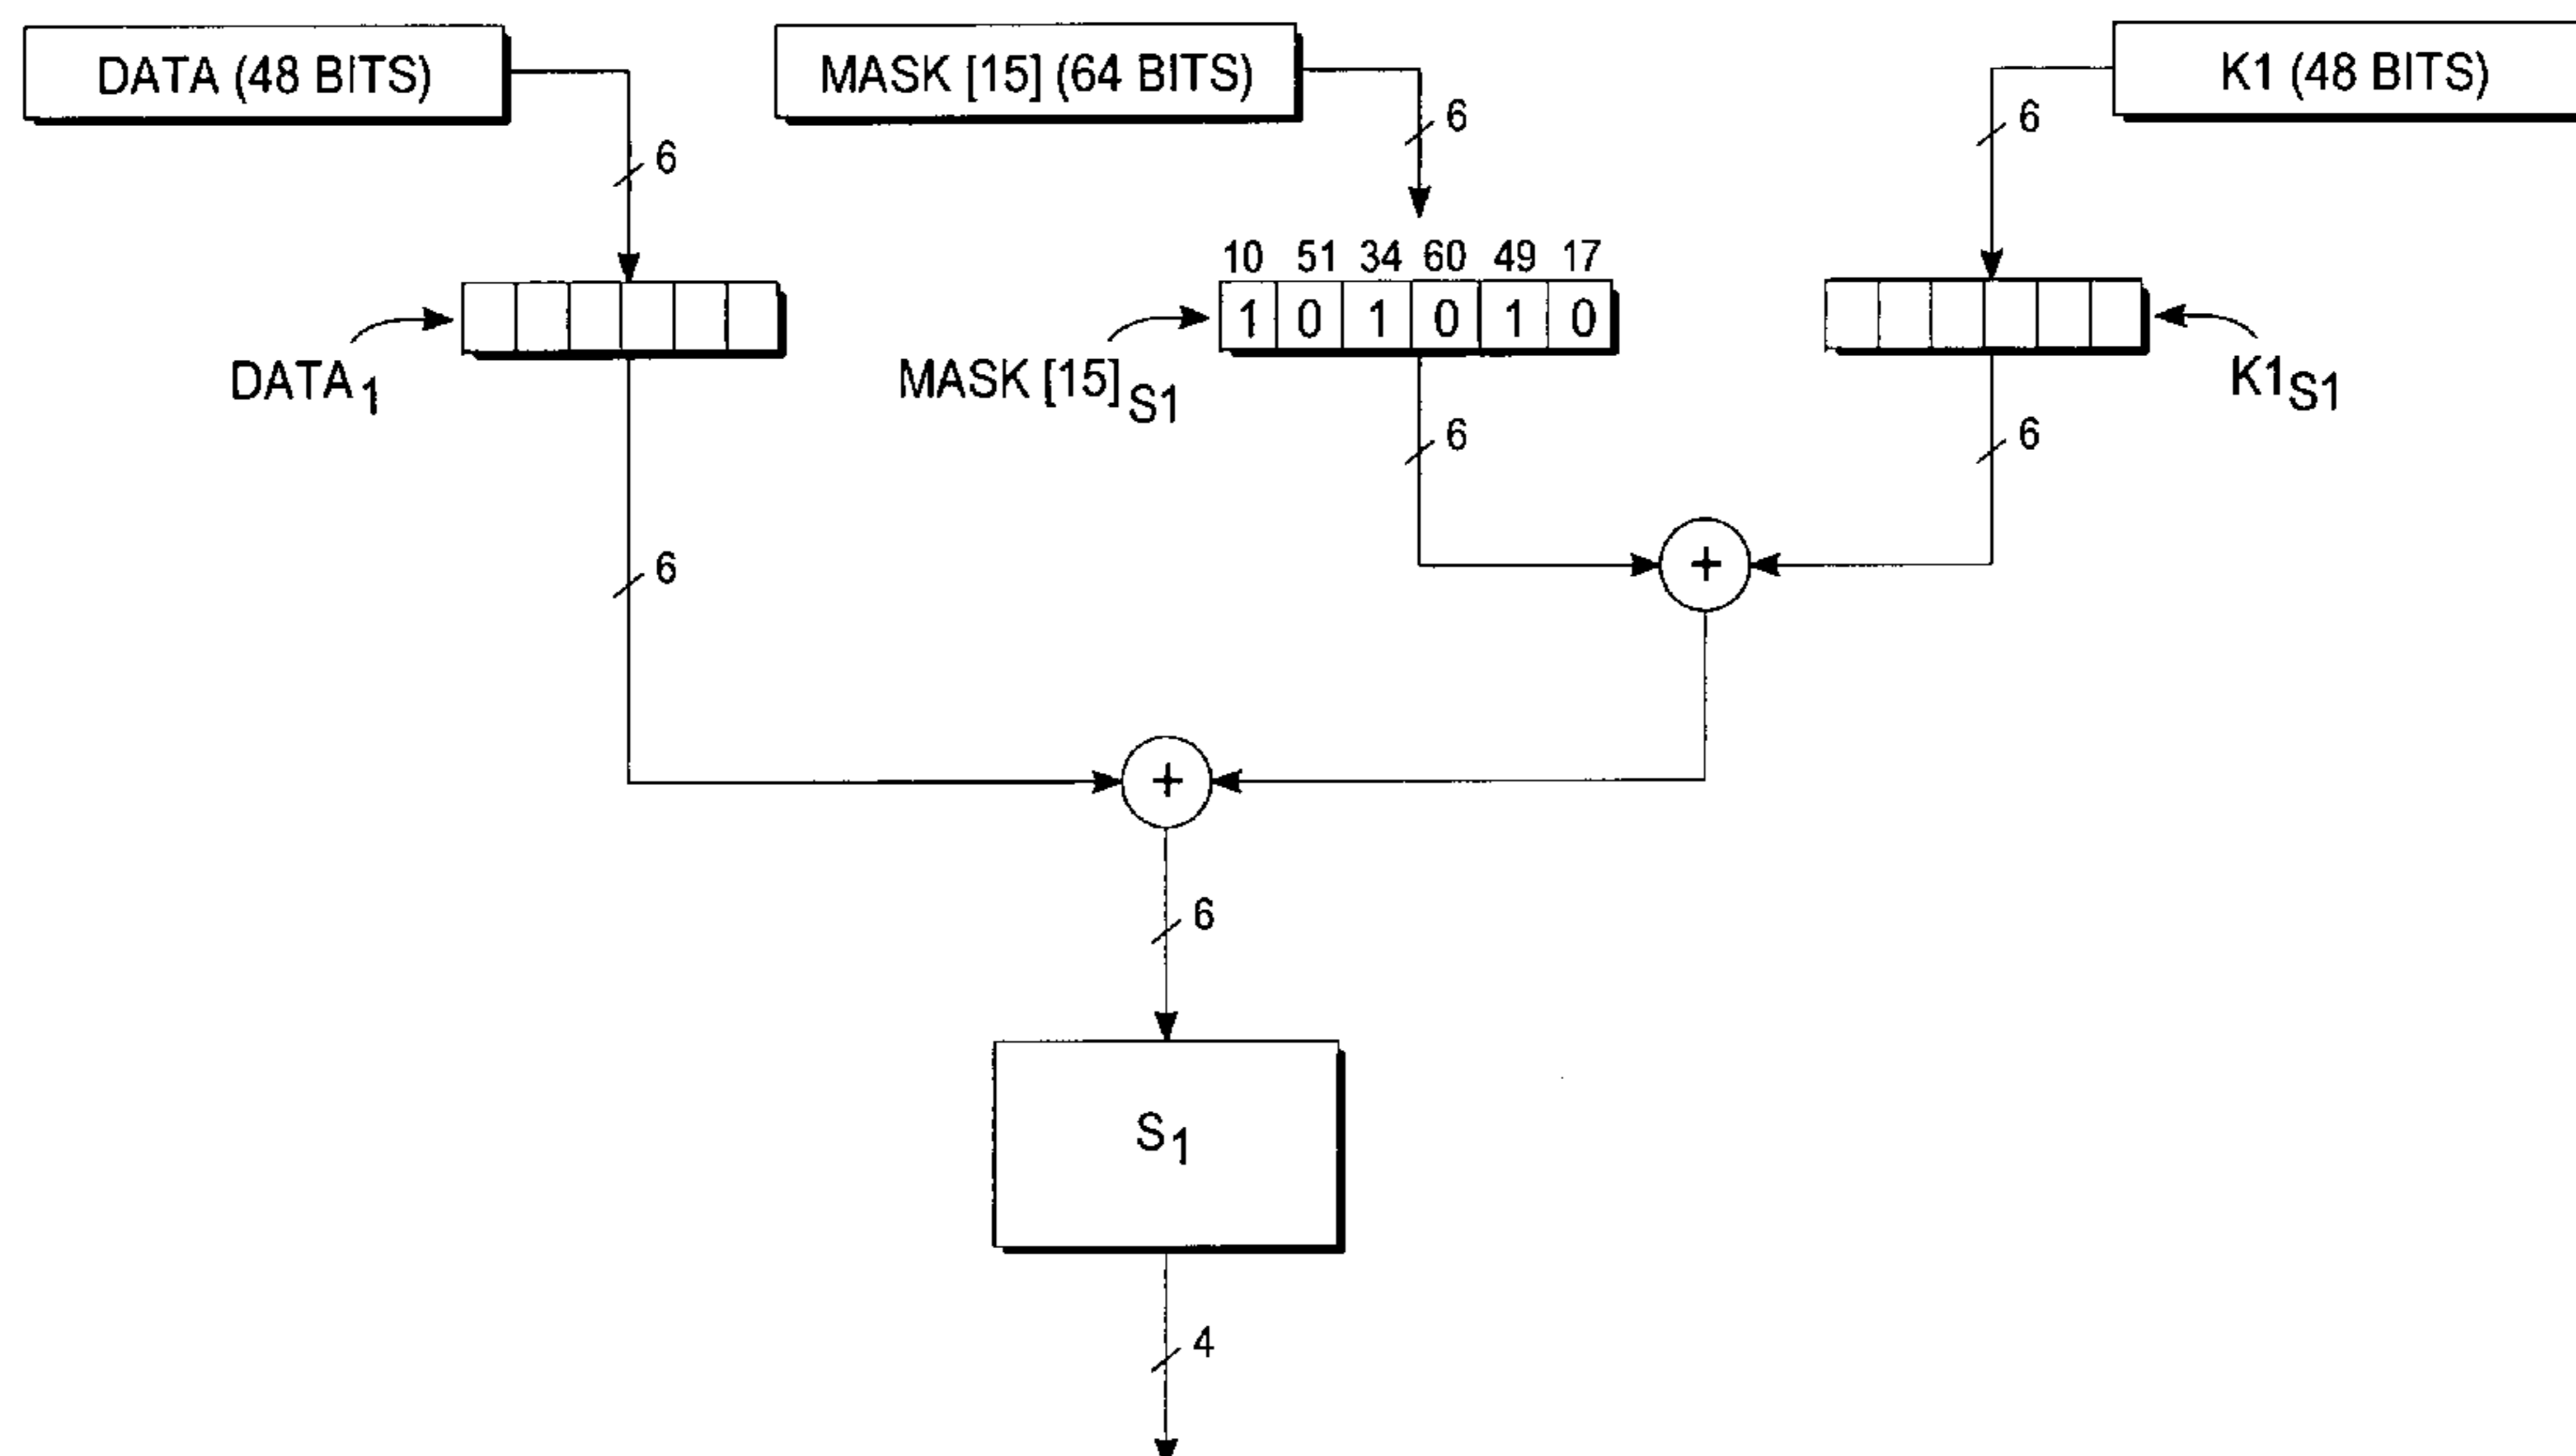 DATA (48 BITS)
MASK [15] (64 BITS)
K1 (48 BITS)
6
6
6
10 51 34 60 49 17
1 0 1 0 1 0
DATA1
MASK [15]S1
K1S1
6
6
6
+
+
6
S1
4